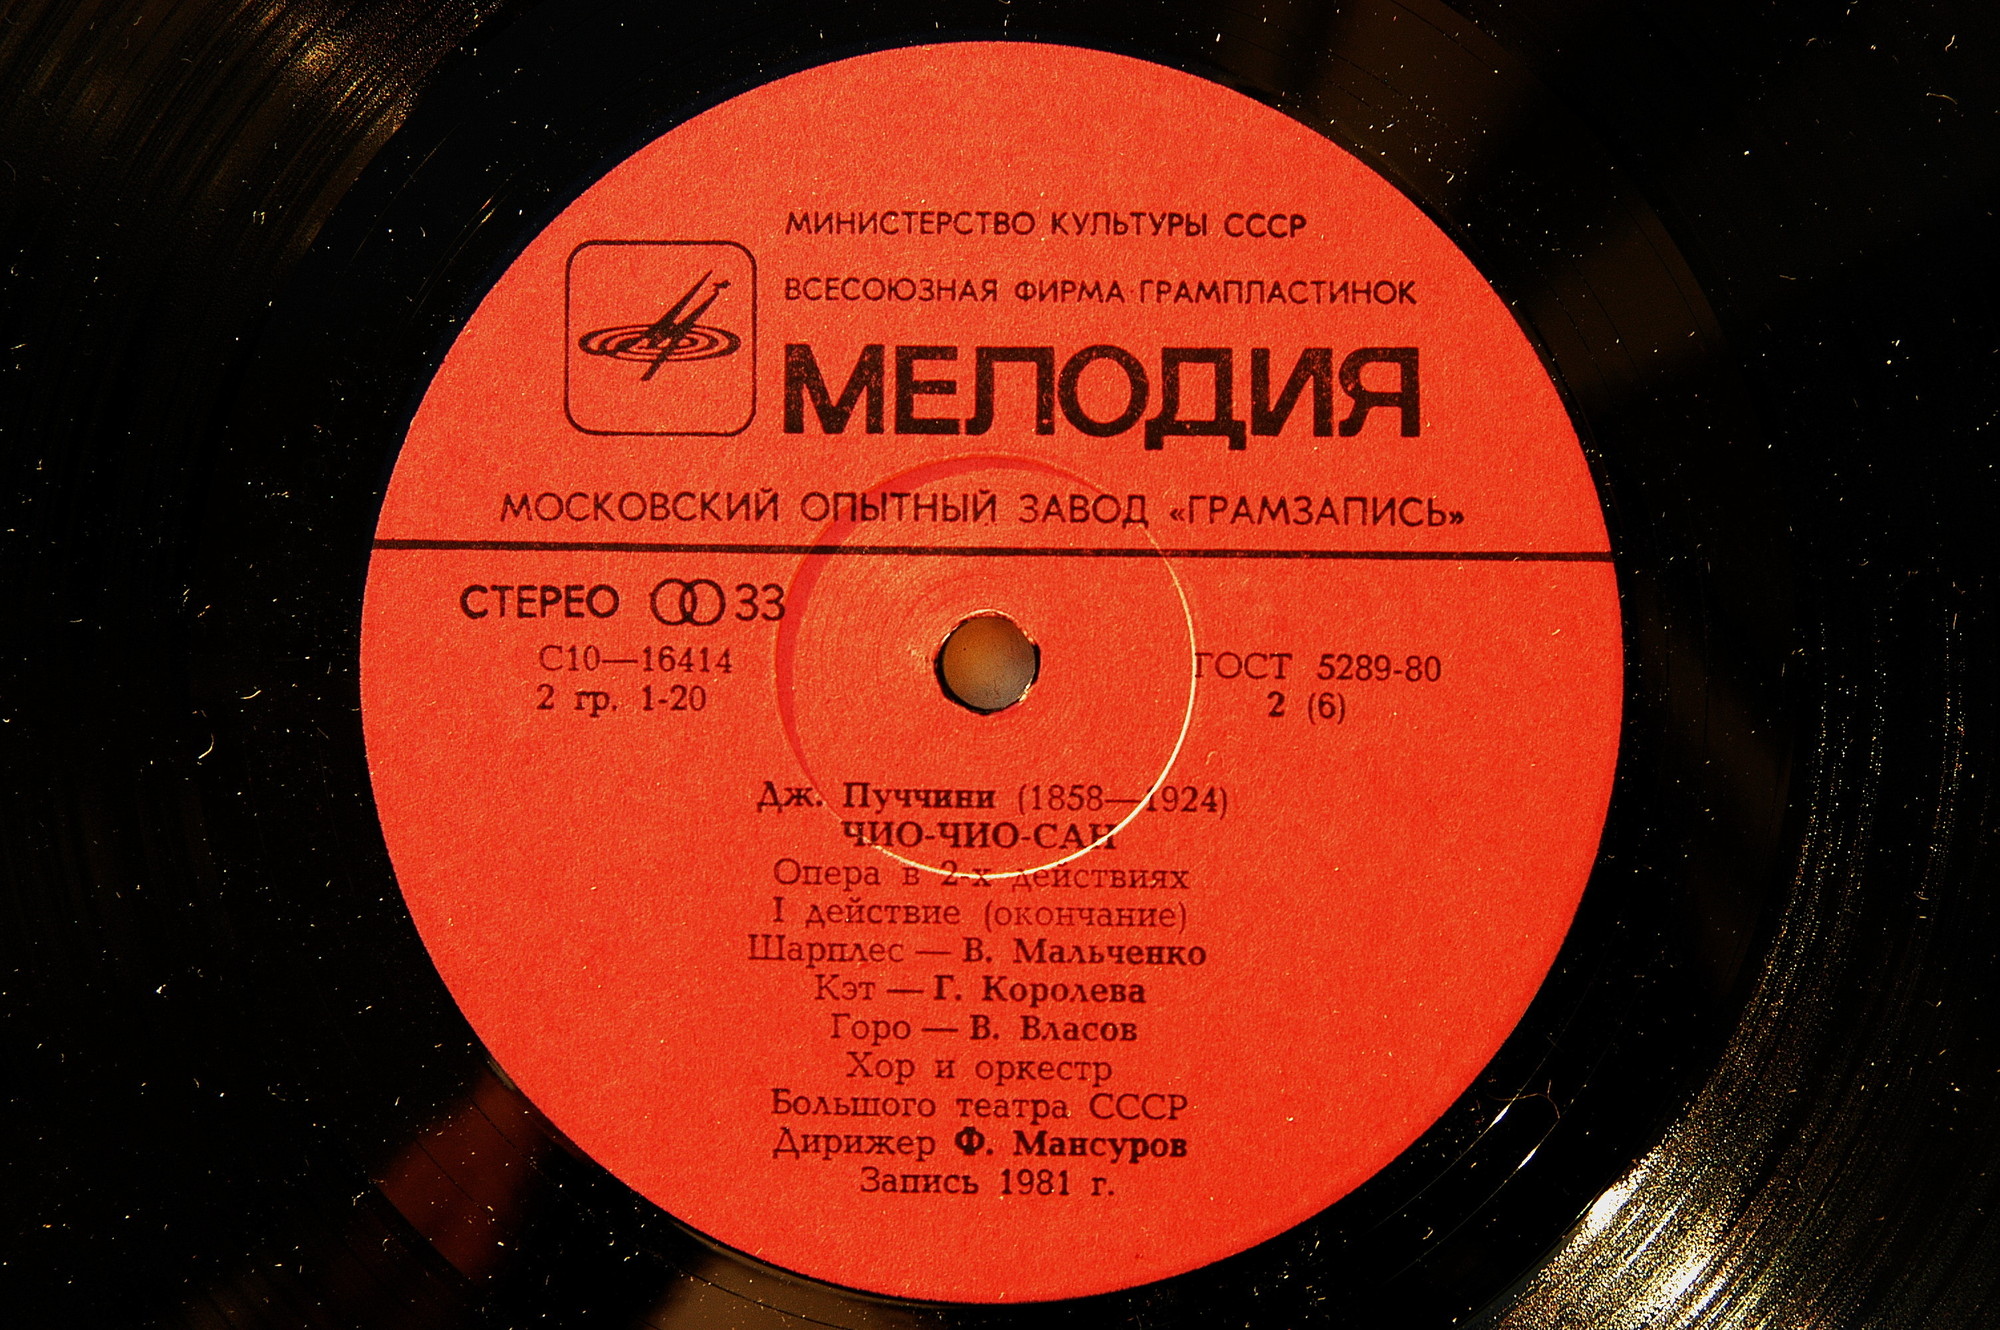 МИНИСТЕРСТВО КУЛЬТУРЫ СССР
ВСЕСОЮЗНАЯ ФИРМА ГРАМПЛАСТИНОК
МЕЛОДИЯ
МОСКОВСКИЙ ОПЫТНЫЙ ЗАВОД «ГРАМЗАПИСЬ»
СТЕРЕО 33
С10—16414
2 гр. 1-20
ГОСТ 5289-80
2 (6)
Дж. Пуччини (1858—1924)
ЧИО-ЧИО-САН
Опера в 2-х действиях
I действие (окончание)
Шарплес — В. Мальченко
Кэт — Г. Королева
Горо — В. Власов
Хор и оркестр
Большого театра СССР
Дирижер Ф. Мансуров
Запись 1981 г.